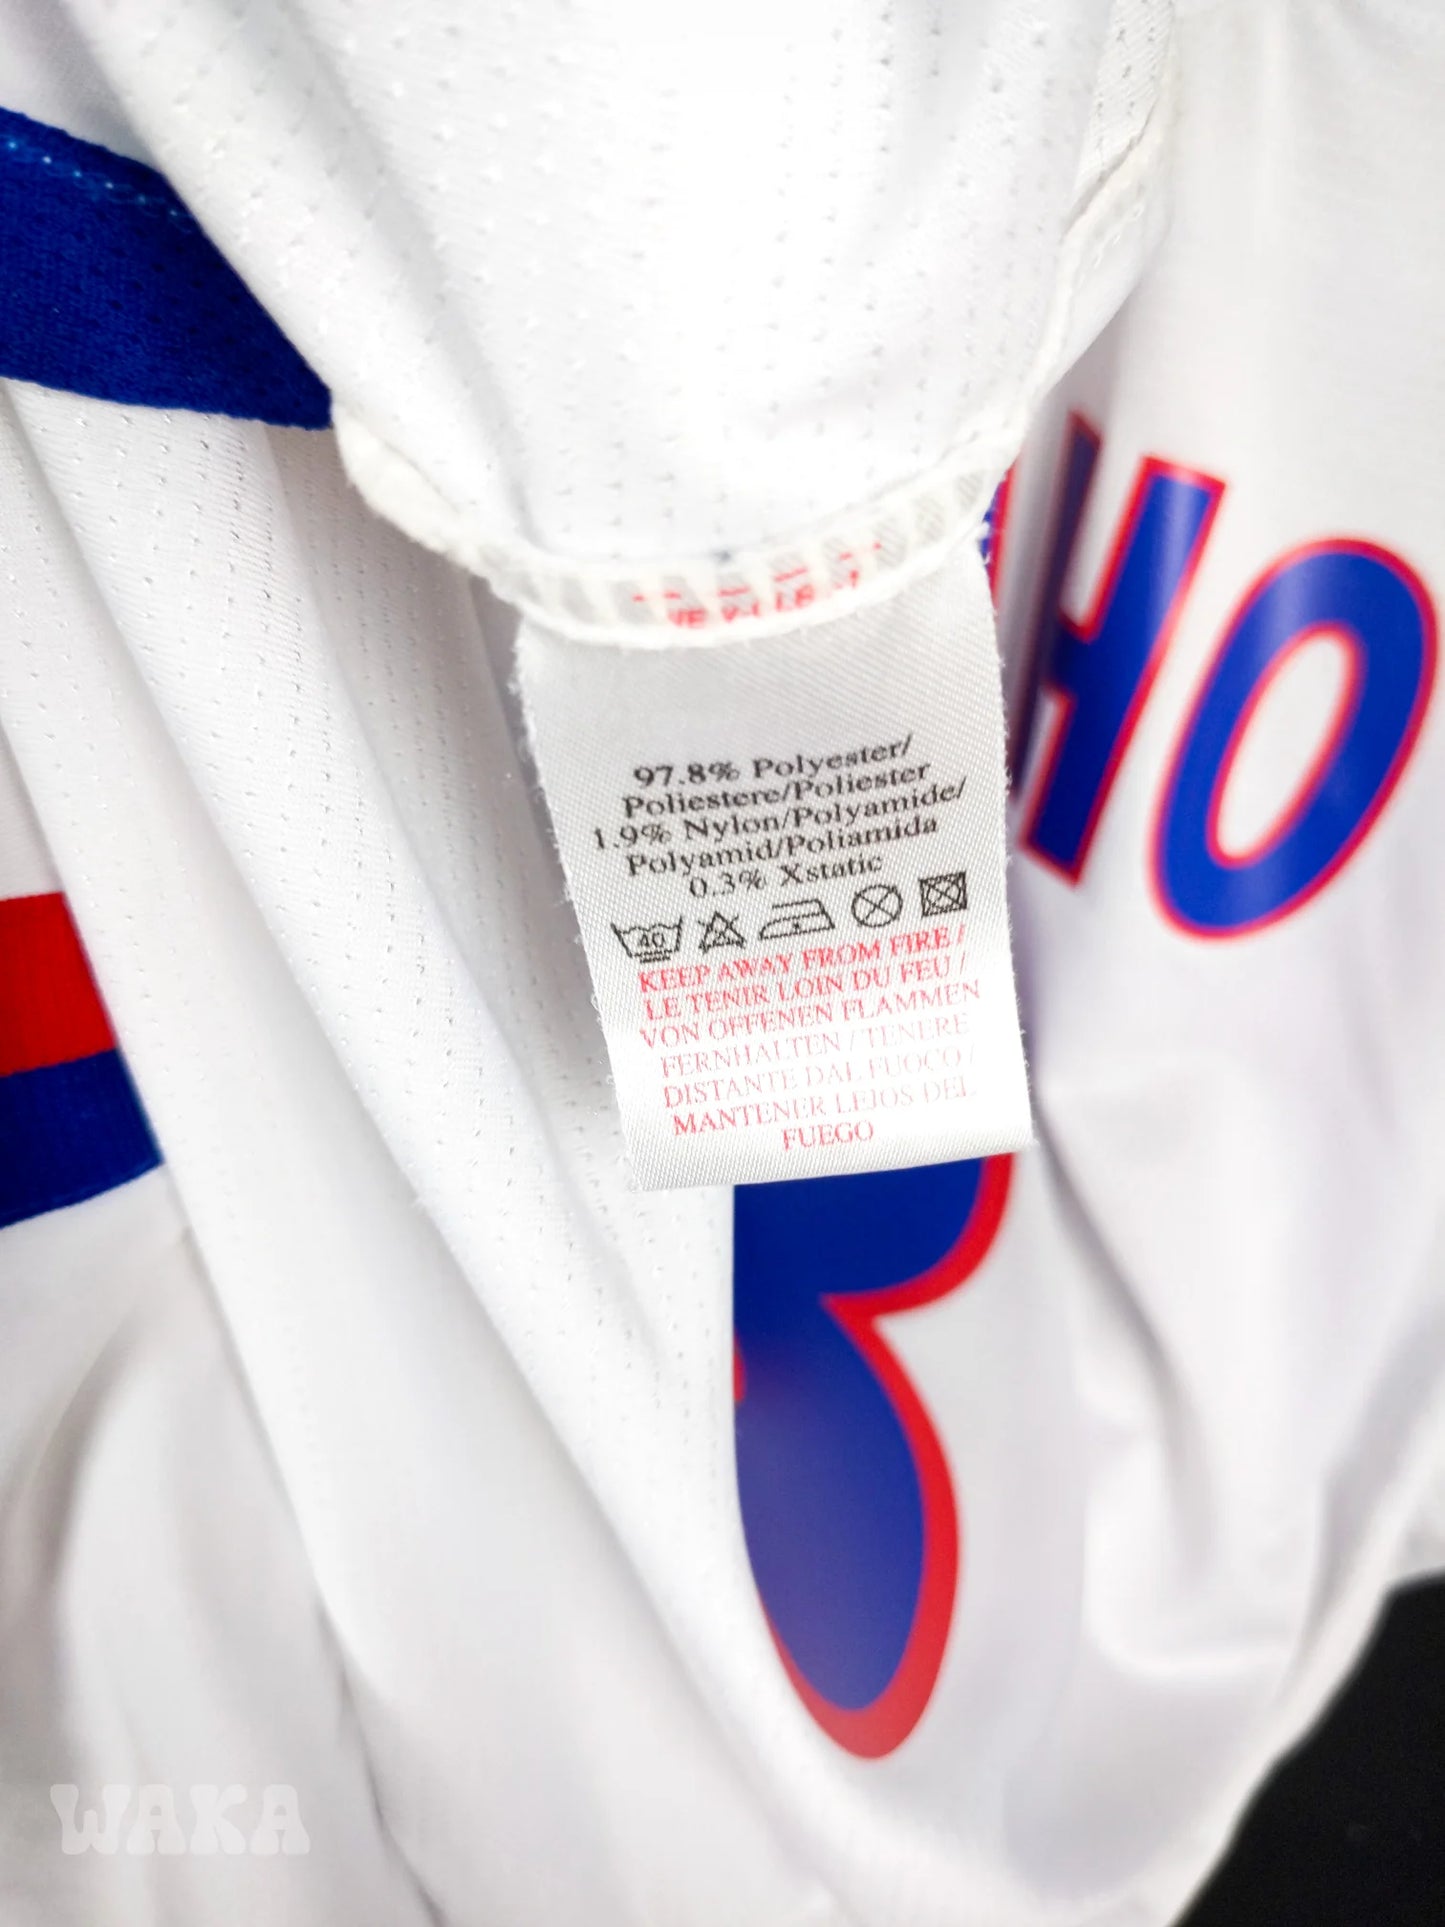 97.8% Polyester/
Poliestere/Poliester
1.9% Nylon/Polyamide/
Polyamid/Poliamida
0.3% Xstatic
40
KEEP AWAY FROM FIRE /
LE TENIR LOIN DU FEU /
VON OFFENEN FLAMMEN
FERNHALTEN / TENERE
DISTANTE DAL FUOCO /
MANTENER LEJOS DEL
FUEGO
HO
WAKA